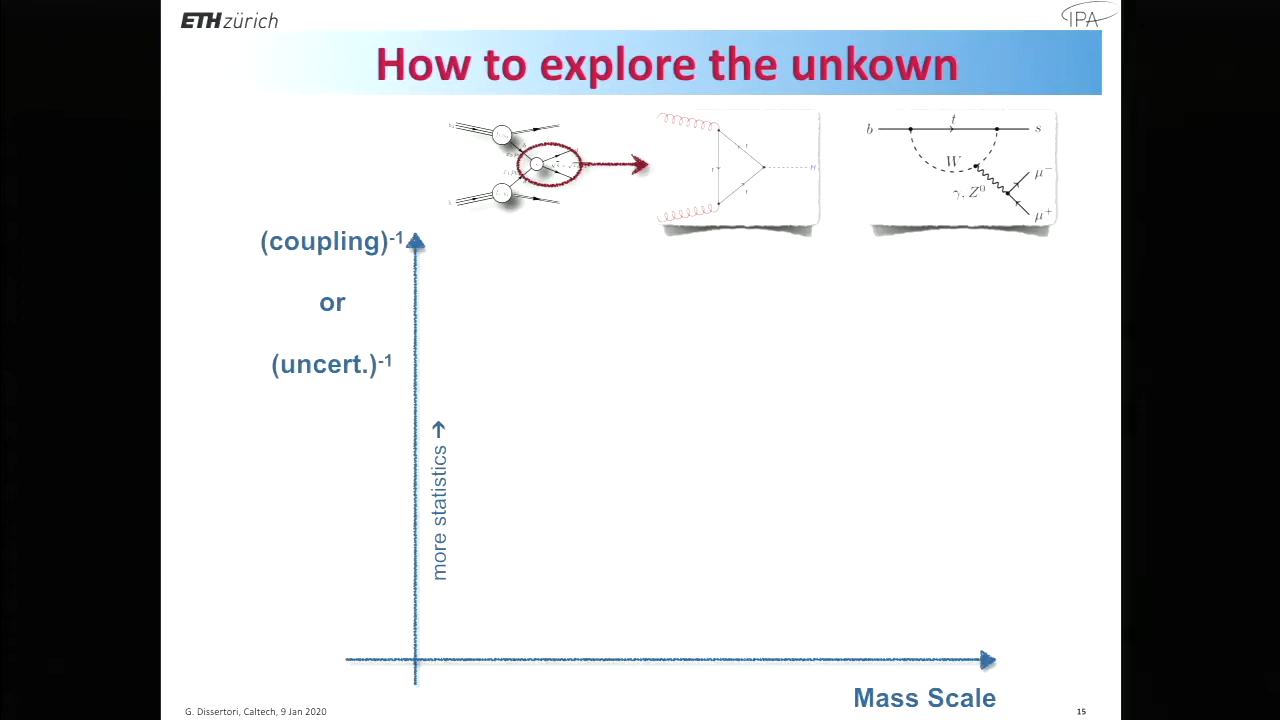 ETH zürich
IPA
How to explore the unkown
b t s
W
γ, Z⁰
μ⁻
μ⁺
t
t
t
H
(coupling)⁻¹
or
(uncert.)⁻¹
more statistics →
Mass Scale
G. Dissertori, Caltech, 9 Jan 2020
15